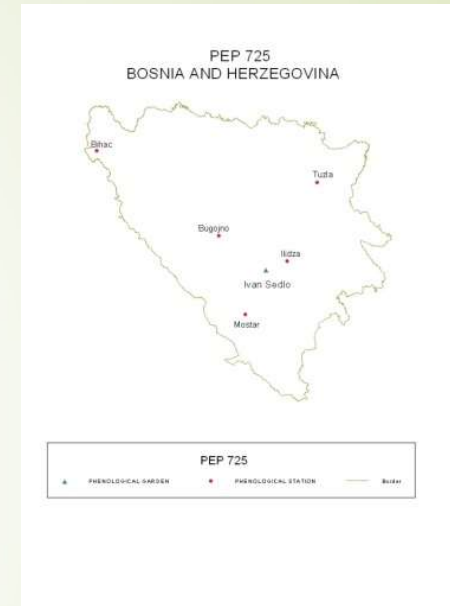 PEP 725
BOSNIA AND HERZEGOVINA
Bihac
Tuzla
Bugojno
Ilidza
Ivan Sedlo
Mostar
PEP 725
PHENOLOGICAL GARDEN PHENOLOGICAL STATION Border